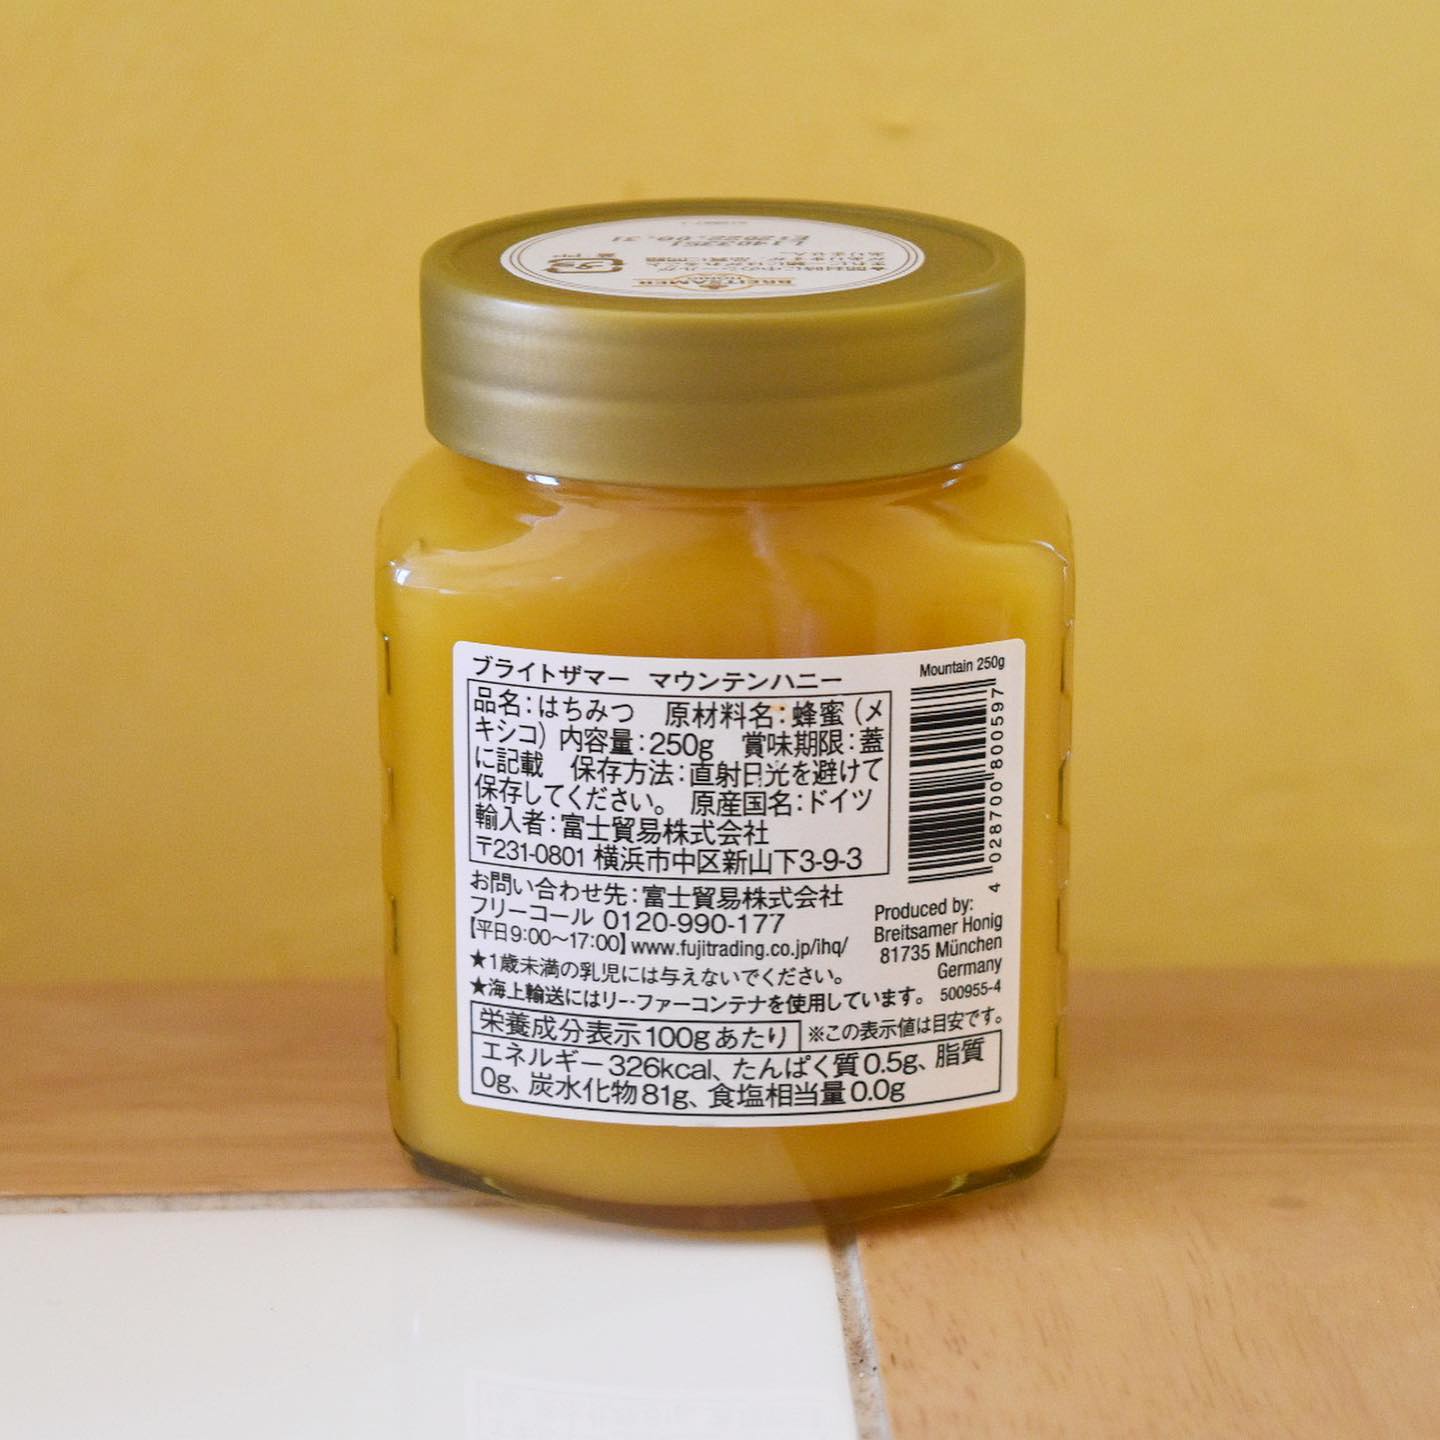 BREITSAMER
HONIG
プラ
蓋:PP
ブライトザマー マウンテンハニー
品名:はちみつ 原材料名:蜂蜜(メ
キシコ)内容量:250g 賞味期限:蓋
に記載 保存方法:直射日光を避けて
保存してください。 原産国名:ドイツ
輸入者:富士貿易株式会社
〒231-0801 横浜市中区新山下3-9-3
お問い合わせ先:富士貿易株式会社
フリーコール 0120-990-177
【平日9:00〜17:00】www.fujitrading.co.jp/ihq/
★1歳未満の乳児には与えないでください。
★海上輸送にはリーファーコンテナを使用しています。
栄養成分表示100gあたり ※この表示値は目安です。
エネルギー326kcal、たんぱく質0.5g、脂質
0g、炭水化物81g、食塩相当量0.0g
Mountain 250g
4 028700 800597
Produced by:
Breitsamer Honig
81735 München
Germany
500955-4